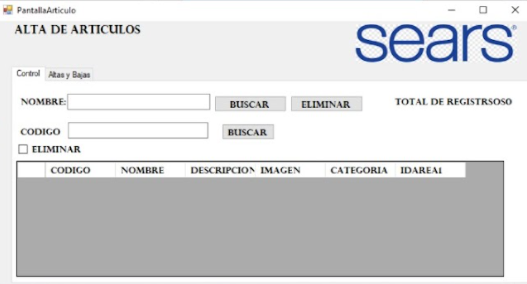 PantallaArticulo
ALTA DE ARTICULOS
sears
Control Altas y Bajas
NOMBRE: BUSCAR ELIMINAR TOTAL DE REGISTRSOS0
CODIGO BUSCAR
ELIMINAR
CODIGO NOMBRE DESCRIPCION IMAGEN CATEGORIA IDAREA1